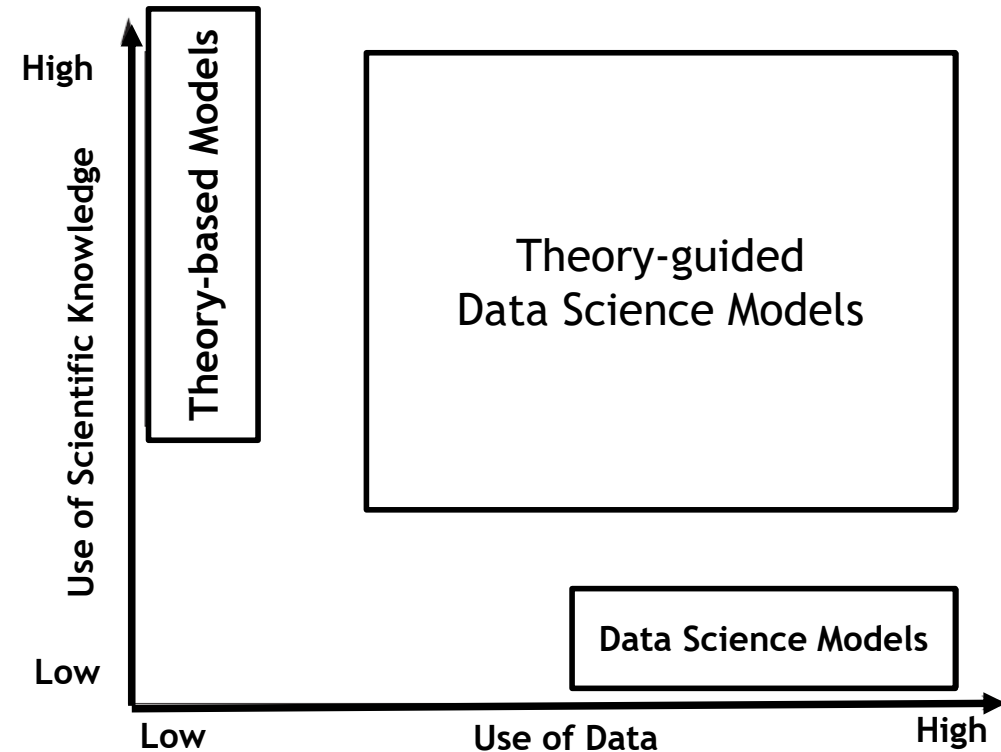 High
Theory-based Models
Use of Scientific Knowledge
Theory-guided
Data Science Models
Data Science Models
Low
Low
Use of Data
High